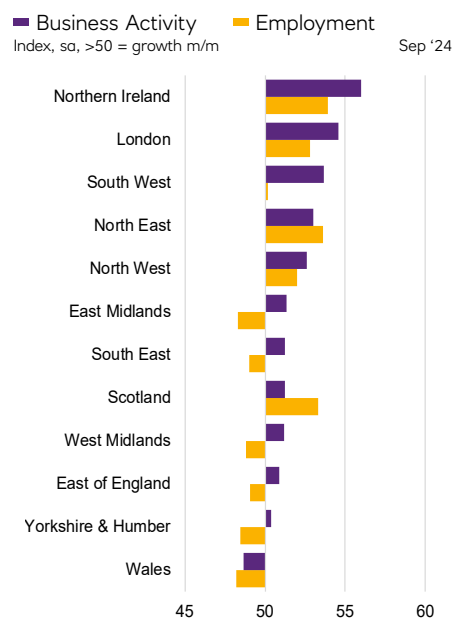 Business Activity Employment
Index, sa, >50 = growth m/m Sep ‘24
Northern Ireland
London
South West
North East
North West
East Midlands
South East
Scotland
West Midlands
East of England
Yorkshire & Humber
Wales
45 50 55 60